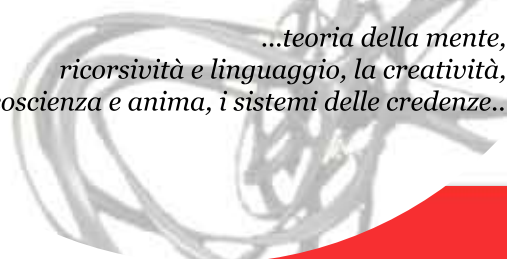 ...teoria della mente,
ricorsività e linguaggio, la creatività,
oscienza e anima, i sistemi delle credenze..